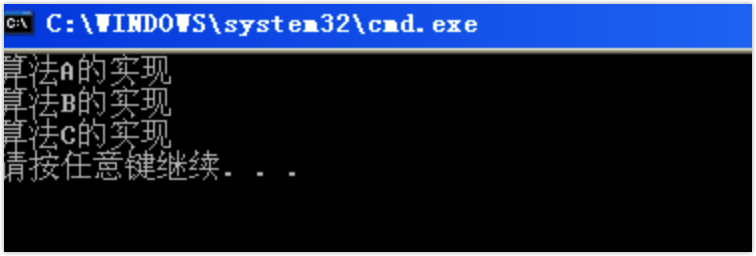 C:\WINDOWS\system32\cmd.exe
算法A的实现
算法B的实现
算法C的实现
请按任意键继续. . .